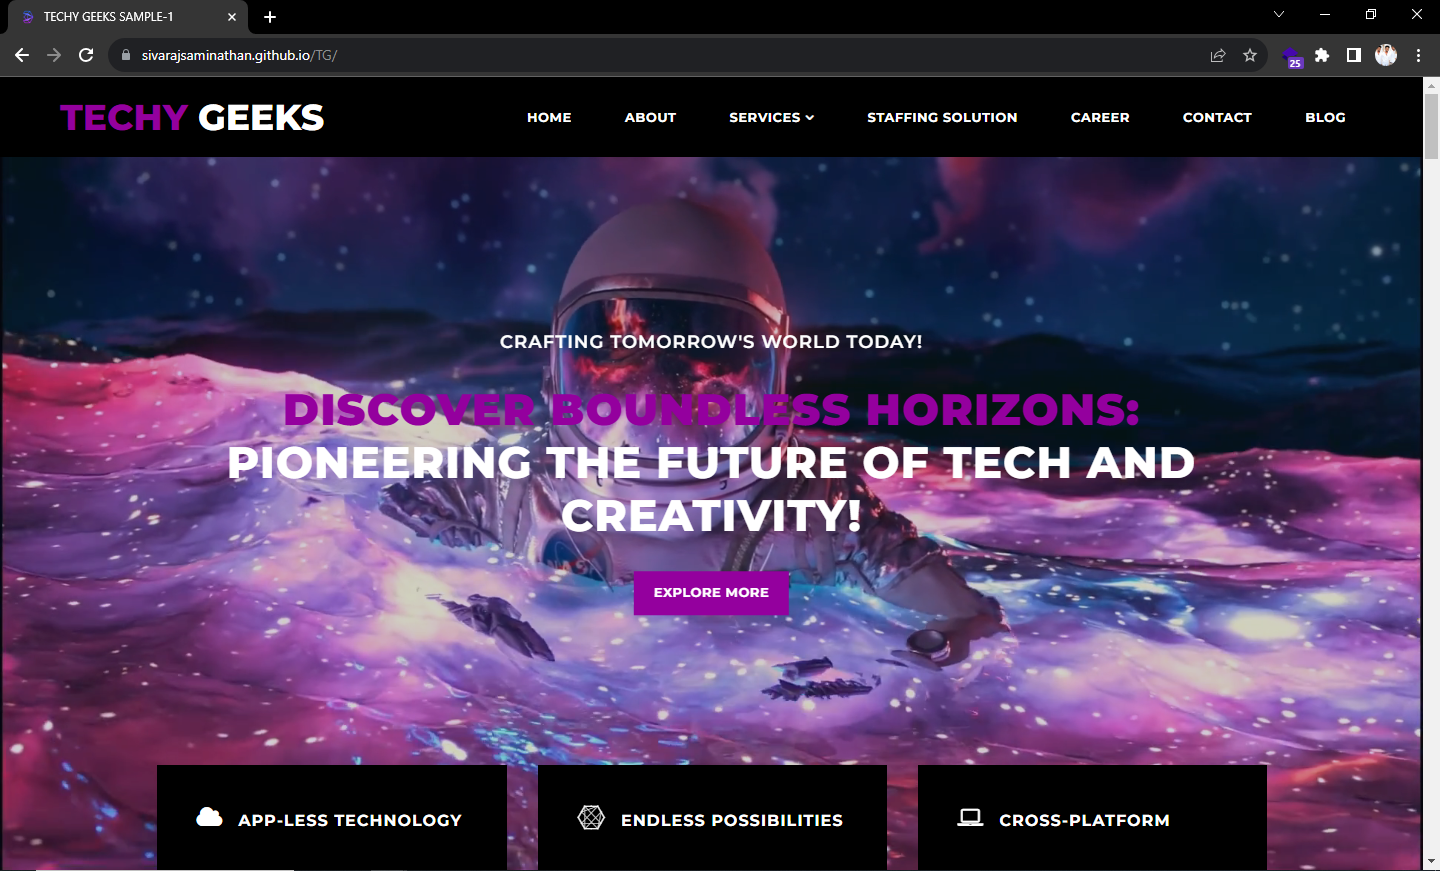 TECHY GEEKS SAMPLE-1
sivarajsaminathan.github.io/TG/
25
TECHY GEEKS
HOME ABOUT SERVICES STAFFING SOLUTION CAREER CONTACT BLOG
CRAFTING TOMORROW'S WORLD TODAY!
DISCOVER BOUNDLESS HORIZONS:
PIONEERING THE FUTURE OF TECH AND
CREATIVITY!
NASA
EXPLORE MORE
APP-LESS TECHNOLOGY
ENDLESS POSSIBILITIES
CROSS-PLATFORM